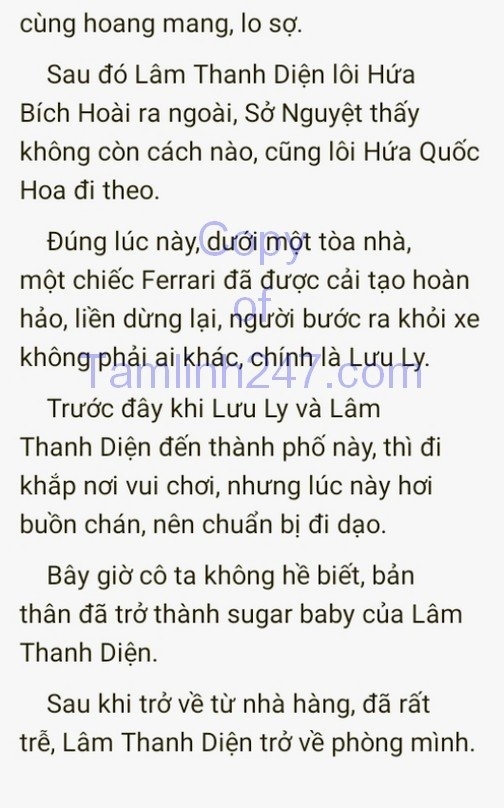 cùng hoang mang, lo sợ.
Sau đó Lâm Thanh Diện lôi Hứa
Bích Hoài ra ngoài, Sở Nguyệt thấy
không còn cách nào, cũng lôi Hứa Quốc
Hoa đi theo.
Đúng lúc này, dưới một tòa nhà,
một chiếc Ferrari đã được cải tạo hoàn
hảo, liền dừng lại, người bước ra khỏi xe
không phải ai khác, chính là Lưu Ly.
Trước đây khi Lưu Ly và Lâm
Thanh Diện đến thành phố này, thì đi
khắp nơi vui chơi, nhưng lúc này hơi
buồn chán, nên chuẩn bị đi dạo.
Bây giờ cô ta không hề biết, bản
thân đã trở thành sugar baby của Lâm
Thanh Diện.
Sau khi trở về từ nhà hàng, đã rất
trễ, Lâm Thanh Diện trở về phòng mình.
Copy
of
Tamlinh247.com